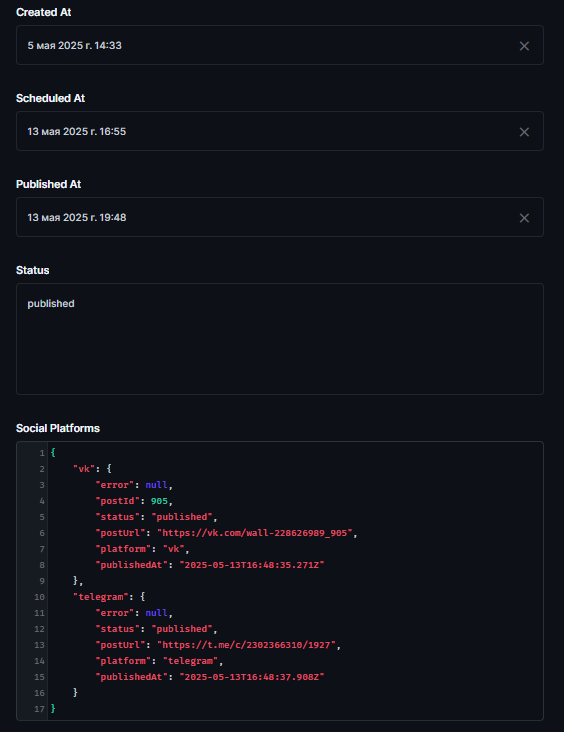 Created At
5 мая 2025 г. 14:33
Scheduled At
13 мая 2025 г. 16:55
Published At
13 мая 2025 г. 19:48
Status
published
Social Platforms
1 {
2     "vk": {
3         "error": null,
4         "postId": 905,
5         "status": "published",
6         "postUrl": "https://vk.com/wall-228626989_905",
7         "platform": "vk",
8         "publishedAt": "2025-05-13T16:48:35.271Z"
9     },
10     "telegram": {
11         "error": null,
12         "status": "published",
13         "postUrl": "https://t.me/c/2302366310/1927",
14         "platform": "telegram",
15         "publishedAt": "2025-05-13T16:48:37.908Z"
16     }
17 }